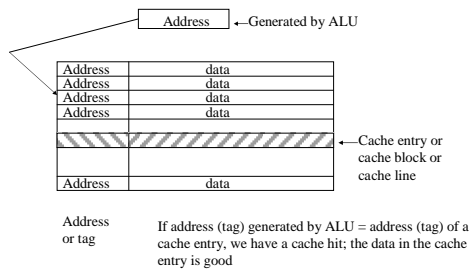 Address
Generated by ALU
Address data
Address data
Address data
Address data
Cache entry or
cache block or
cache line
Address data
Address
or tag
If address (tag) generated by ALU = address (tag) of a
cache entry, we have a cache hit; the data in the cache
entry is good